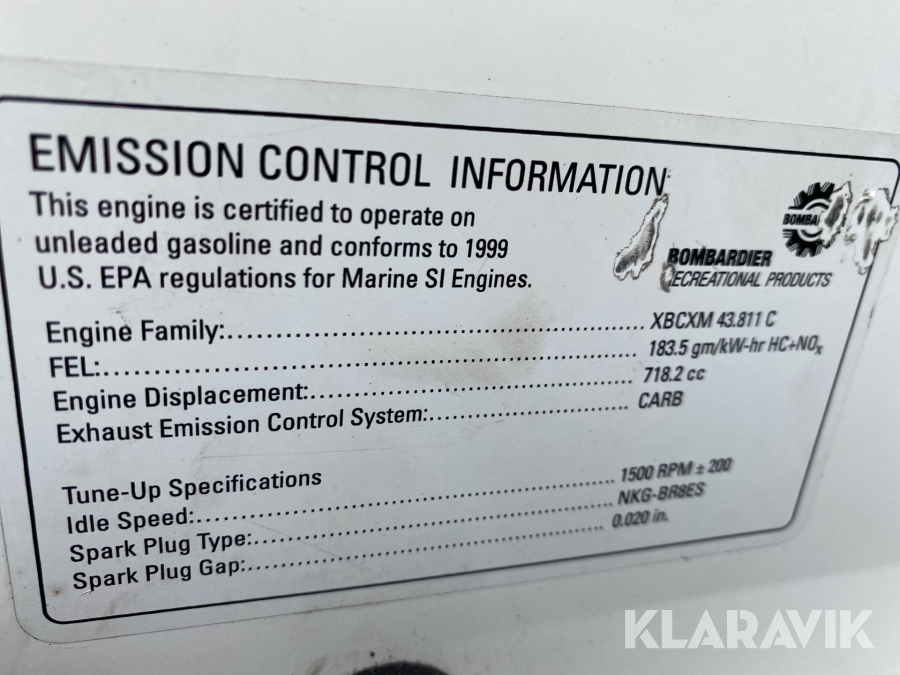 EMISSION CONTROL INFORMATION
This engine is certified to operate on
unleaded gasoline and conforms to 1999
U.S. EPA regulations for Marine SI Engines.
BOMBA
BOMBARDIER
RECREATIONAL PRODUCTS
Engine Family:........ XBCXM 43.811 C
FEL:........ 183.5 gm/kW-hr HC+NOx
Engine Displacement:........ 718.2 cc
Exhaust Emission Control System:........ CARB
Tune-Up Specifications
Idle Speed:........ 1500 RPM ± 200
Spark Plug Type:........ NKG-BR8ES
Spark Plug Gap:........ 0.020 in.
KLARAVIK